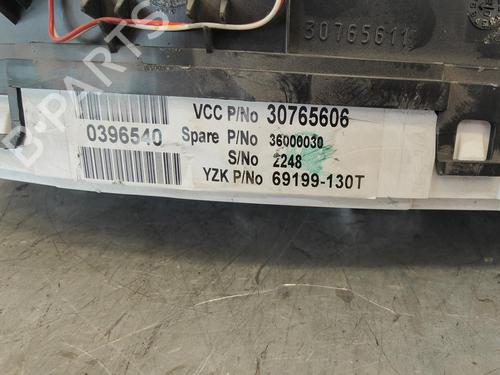 30765611
VCC P/No 30765606
0396540
Spare P/No 36000030
S/No 2248
YZK P/No 69199-130T
B-PARTS